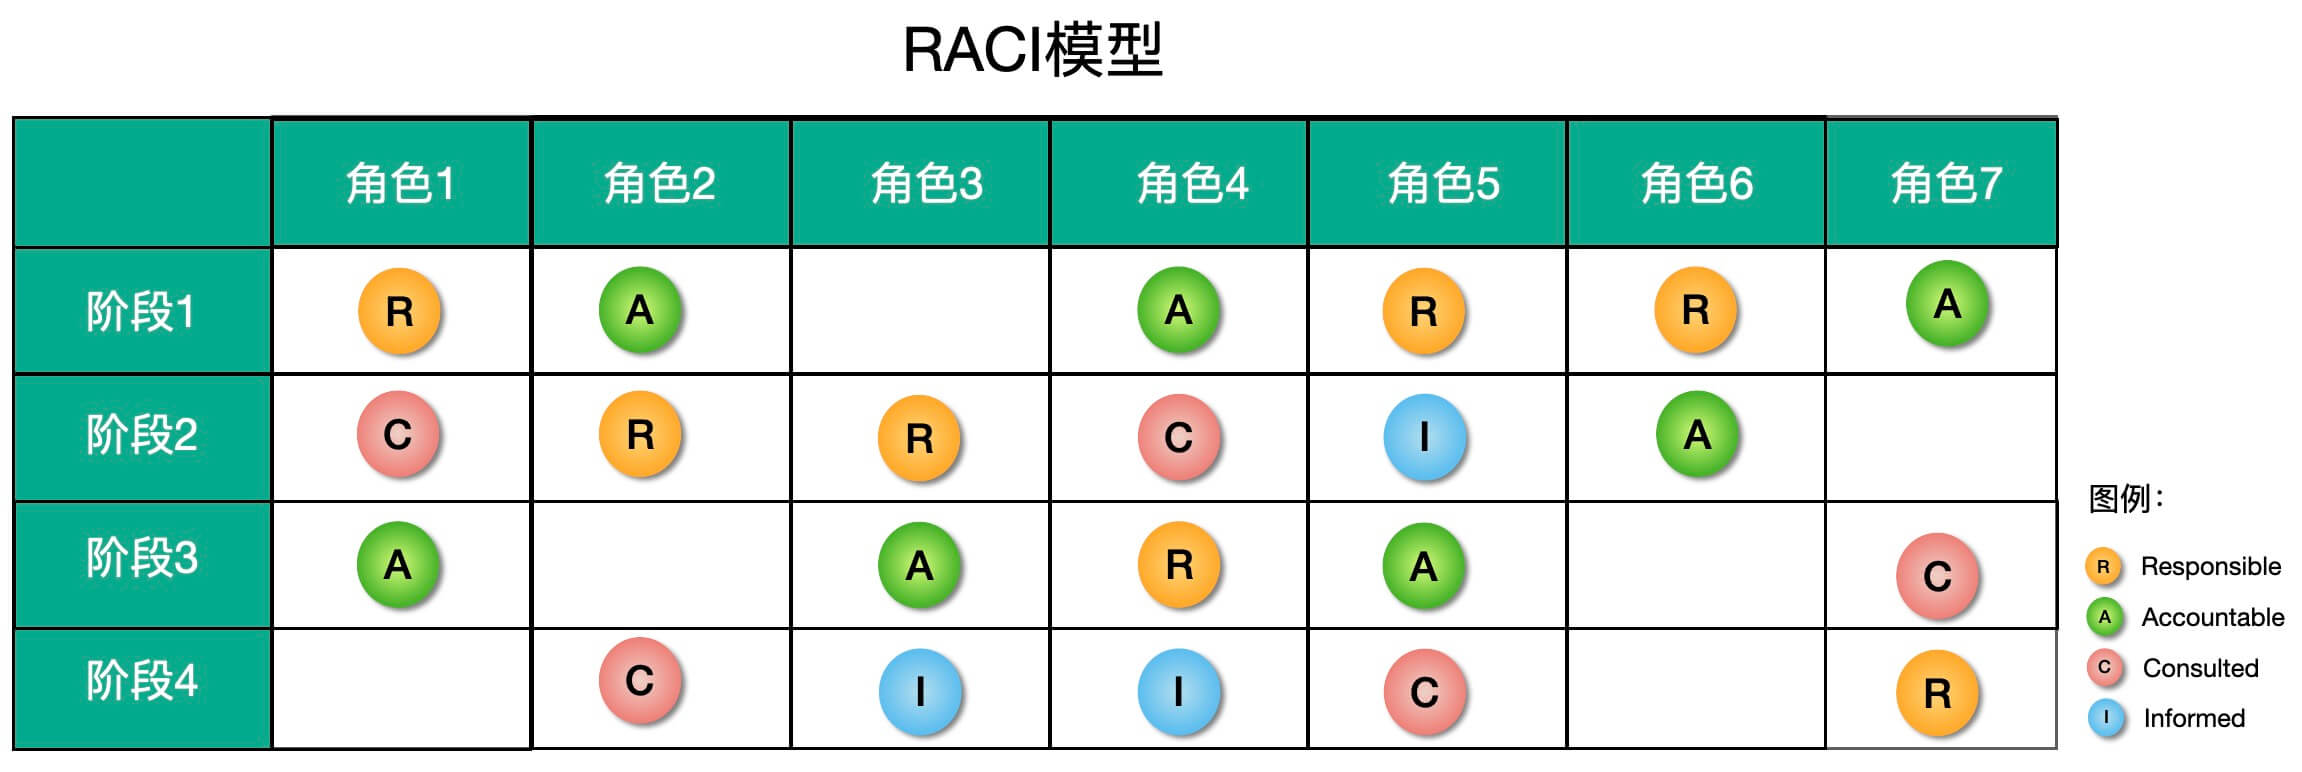 RACI模型
角色1 角色2 角色3 角色4 角色5 角色6 角色7
阶段1 R A A R R A
阶段2 C R R C I A
阶段3 A A R A C
阶段4 C I I C R
图例：
R Responsible
A Accountable
C Consulted
I Informed